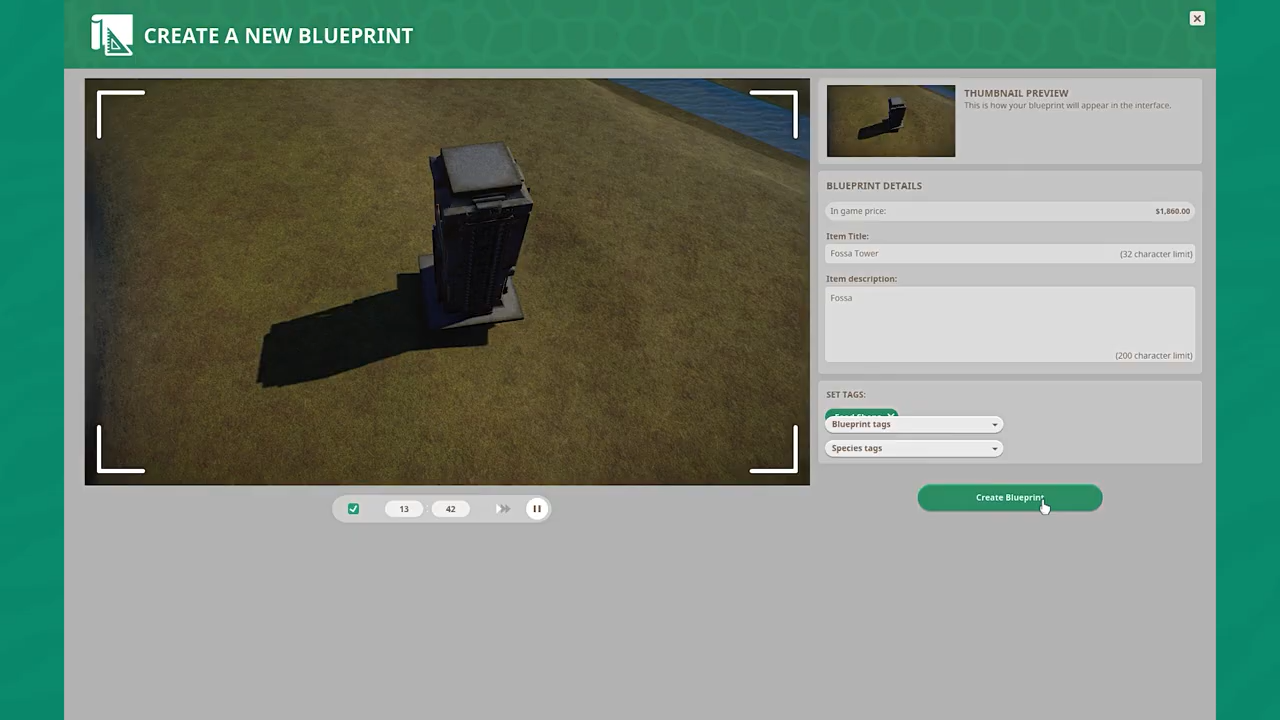 CREATE A NEW BLUEPRINT
THUMBNAIL PREVIEW
This is how your blueprint will appear in the interface.
BLUEPRINT DETAILS
In game price: $1,860.00
Item Title:
Fossa Tower (32 character limit)
Item description:
Fossa
(200 character limit)
SET TAGS:
Blueprint tags
Species tags
Create Blueprint
13 : 42